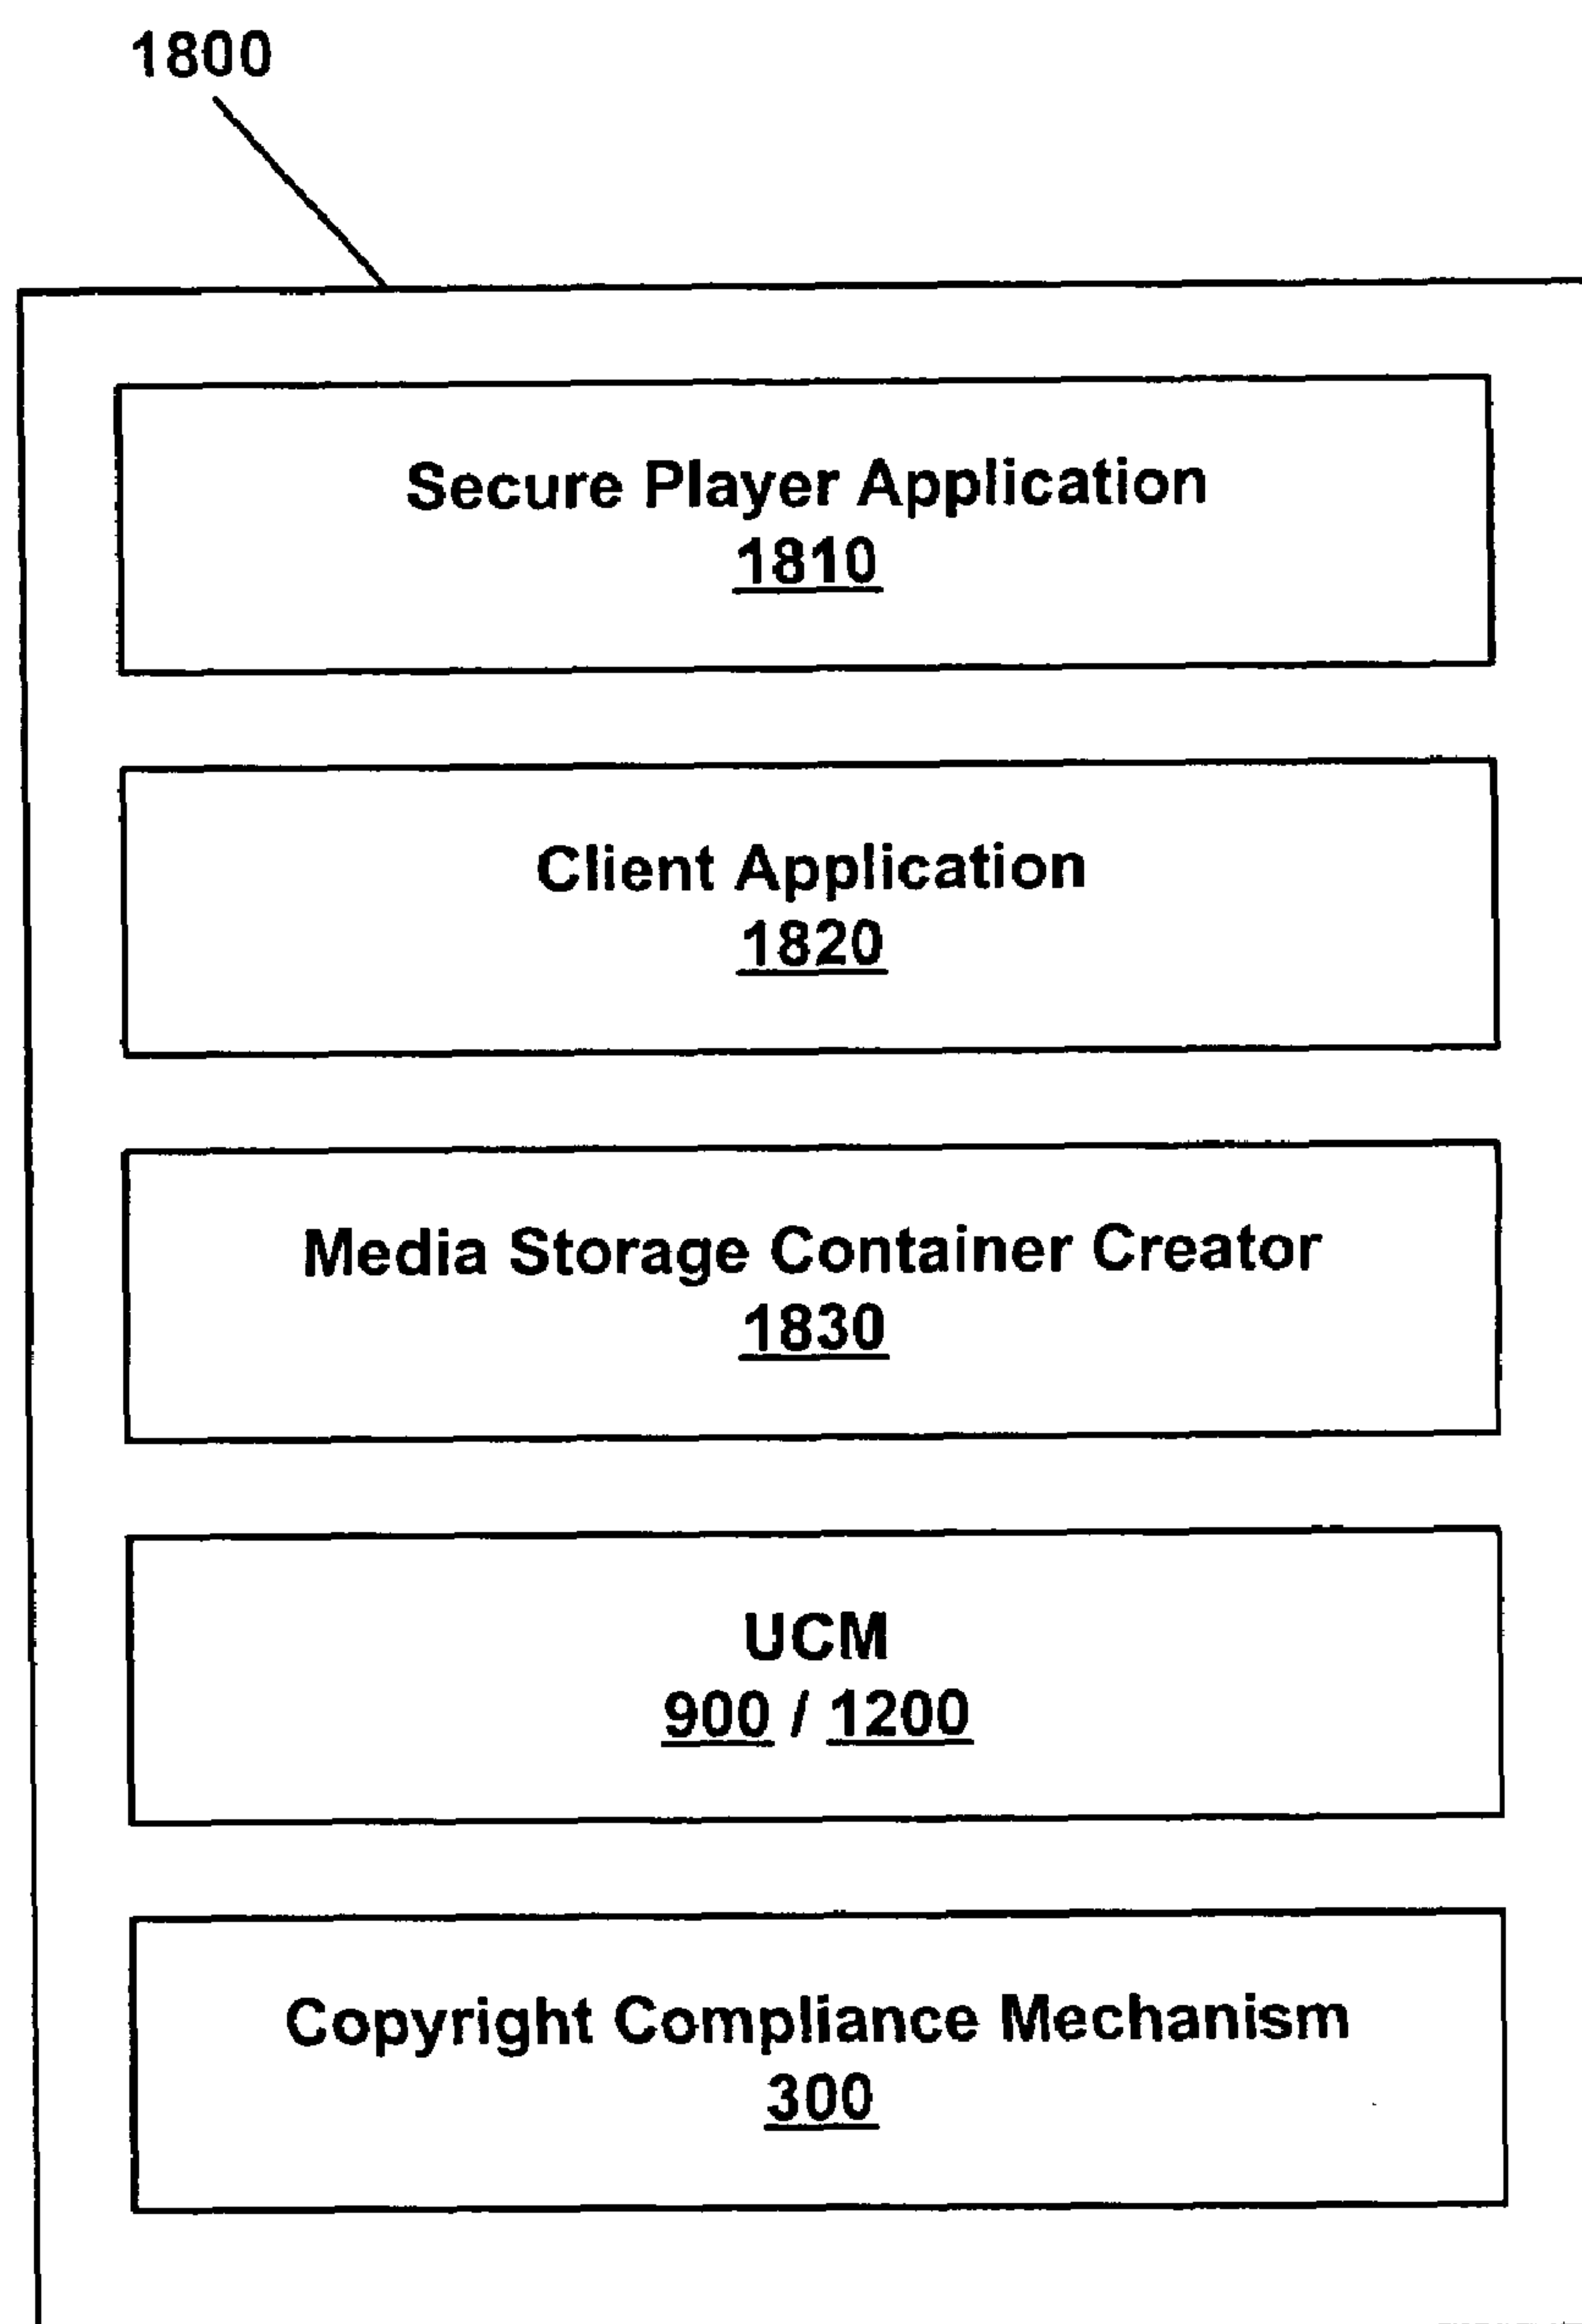 1800
Secure Player Application
1810
Client Application
1820
Media Storage Container Creator
1830
UCM
900 / 1200
Copyright Compliance Mechanism
300